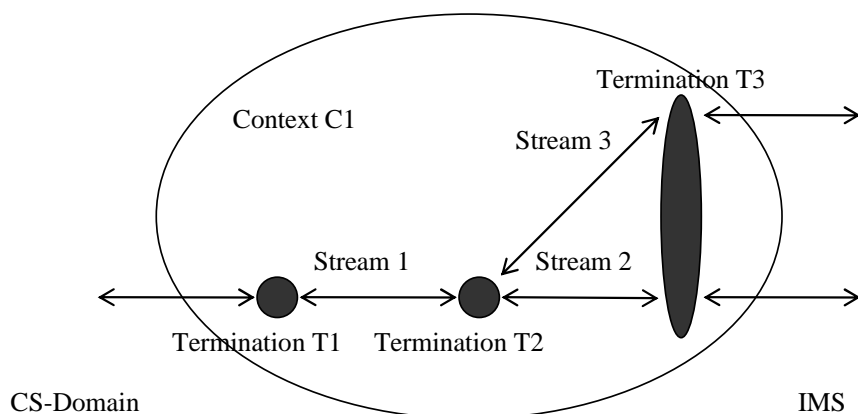 Termination T3
Context C1
Stream 3
Stream 1
Stream 2
Termination T1
Termination T2
CS-Domain
IMS